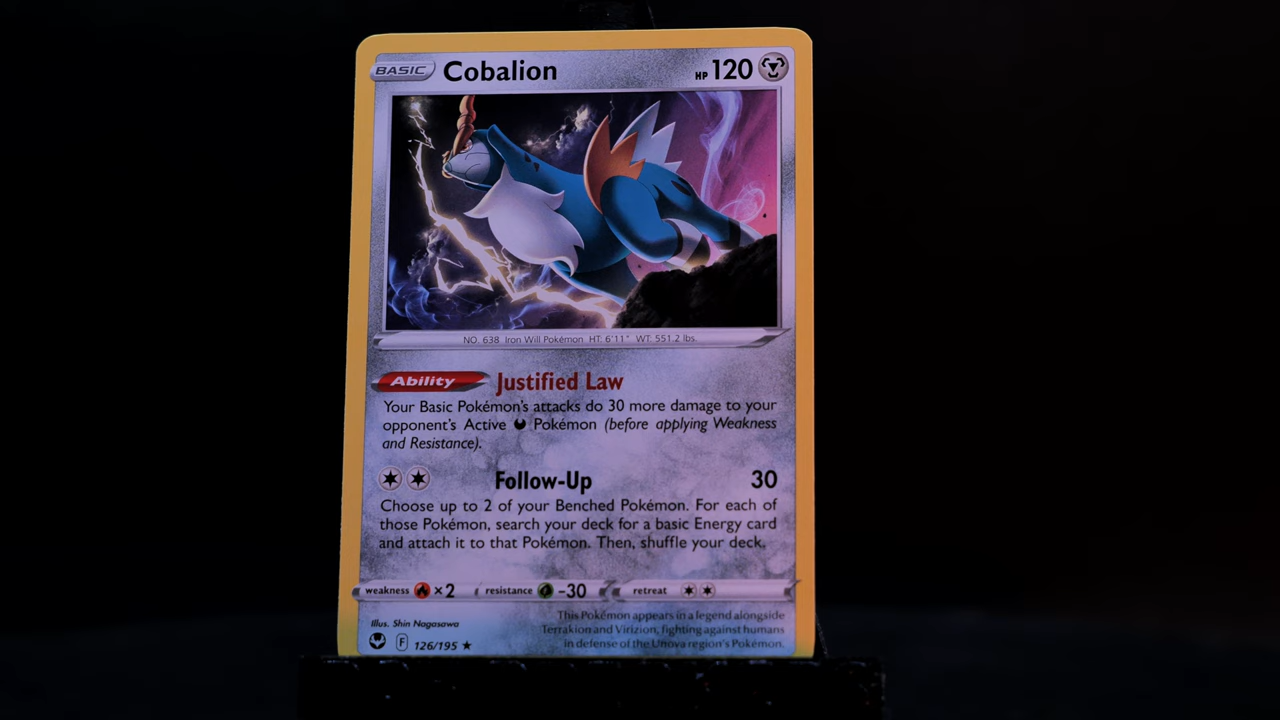 BASIC Cobalion HP 120
NO. 638 Iron Will Pokémon HT: 6'11" WT: 551.2 lbs.
Ability Justified Law
Your Basic Pokémon's attacks do 30 more damage to your
opponent's Active Pokémon (before applying Weakness
and Resistance).
Follow-Up 30
Choose up to 2 of your Benched Pokémon. For each of
those Pokémon, search your deck for a basic Energy card
and attach it to that Pokémon. Then, shuffle your deck.
weakness ×2 resistance -30 retreat
Illus. Shin Nagasawa
F 126/195 ★
This Pokémon appears in a legend alongside
Terrakion and Virizion, fighting against humans
in defense of the Unova region's Pokémon.